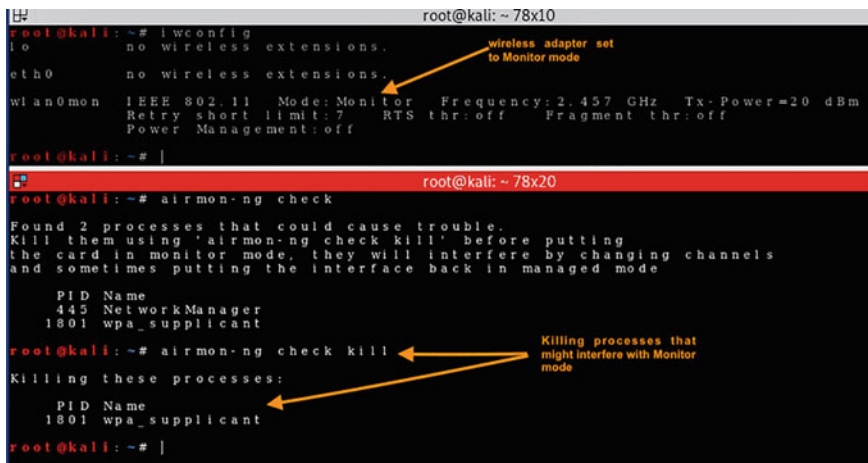 root@kali: ~ 78x10
root@kali:~# iwconfig
lo no wireless extensions.
wireless adapter set
to Monitor mode
eth0 no wireless extensions.
wlan0mon IEEE 802.11 Mode:Monitor Frequency:2.457 GHz Tx-Power=20 dBm
Retry short limit:7 RTS thr:off Fragment thr:off
Power Management:off
root@kali:~#
root@kali: ~ 78x20
root@kali:~# airmon-ng check
Found 2 processes that could cause trouble.
Kill them using 'airmon-ng check kill' before putting
the card in monitor mode, they will interfere by changing channels
and sometimes putting the interface back in managed mode
PID Name
445 NetworkManager
1801 wpa_supplicant
root@kali:~# airmon-ng check kill
Killing processes that
might interfere with Monitor
mode
Killing these processes:
PID Name
1801 wpa_supplicant
root@kali:~#